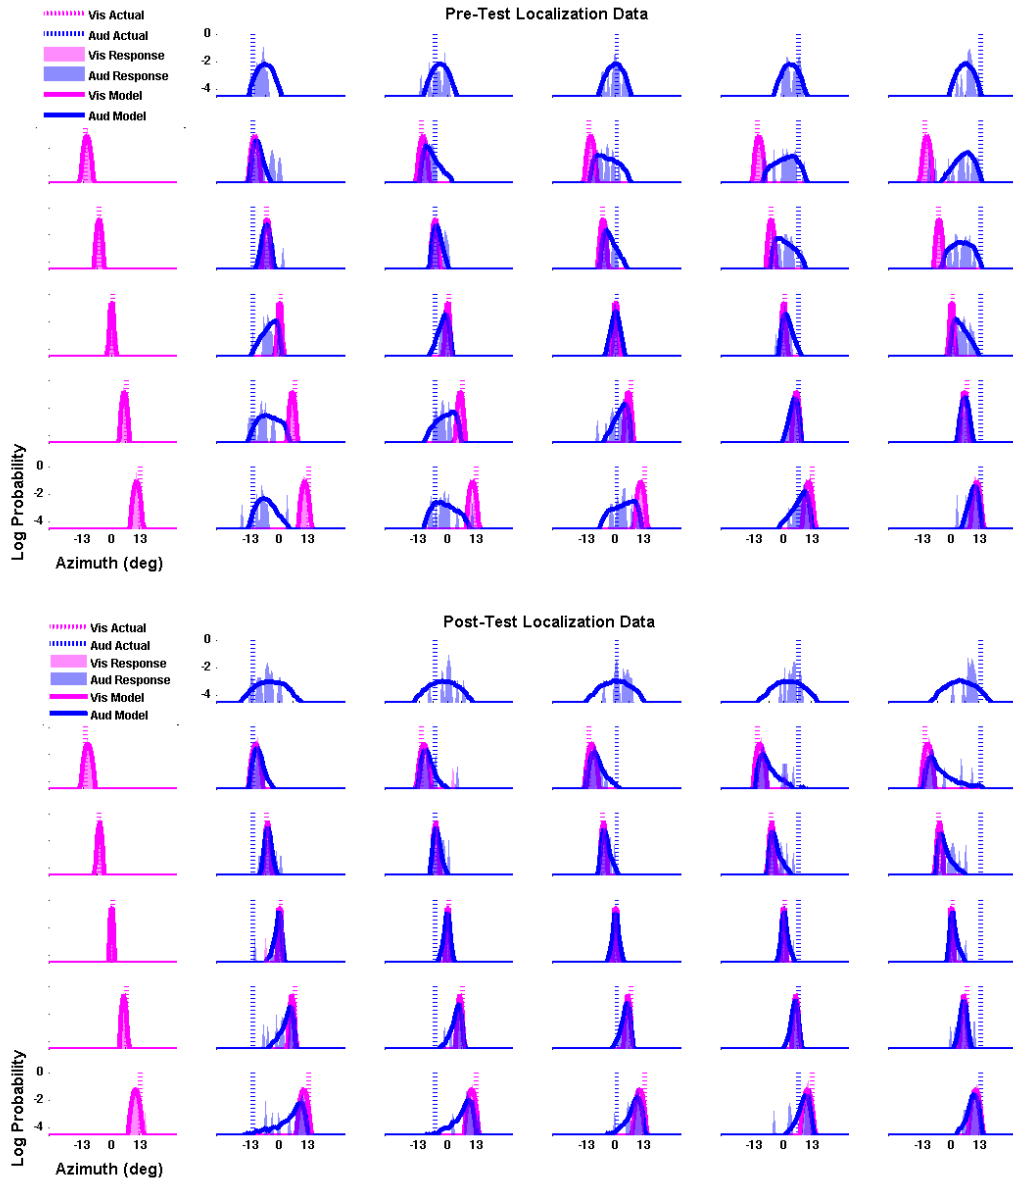 Pre-Test Localization Data
Vis Actual
Aud Actual
Vis Response
Aud Response
Vis Model
Aud Model
0
-2
-4
0
-2
-4
Log Probability
-13 0 13 -13 0 13 -13 0 13 -13 0 13 -13 0 13 -13 0 13
Azimuth (deg)
Post-Test Localization Data
Vis Actual
Aud Actual
Vis Response
Aud Response
Vis Model
Aud Model
0
-2
-4
0
-2
-4
Log Probability
-13 0 13 -13 0 13 -13 0 13 -13 0 13 -13 0 13 -13 0 13
Azimuth (deg)